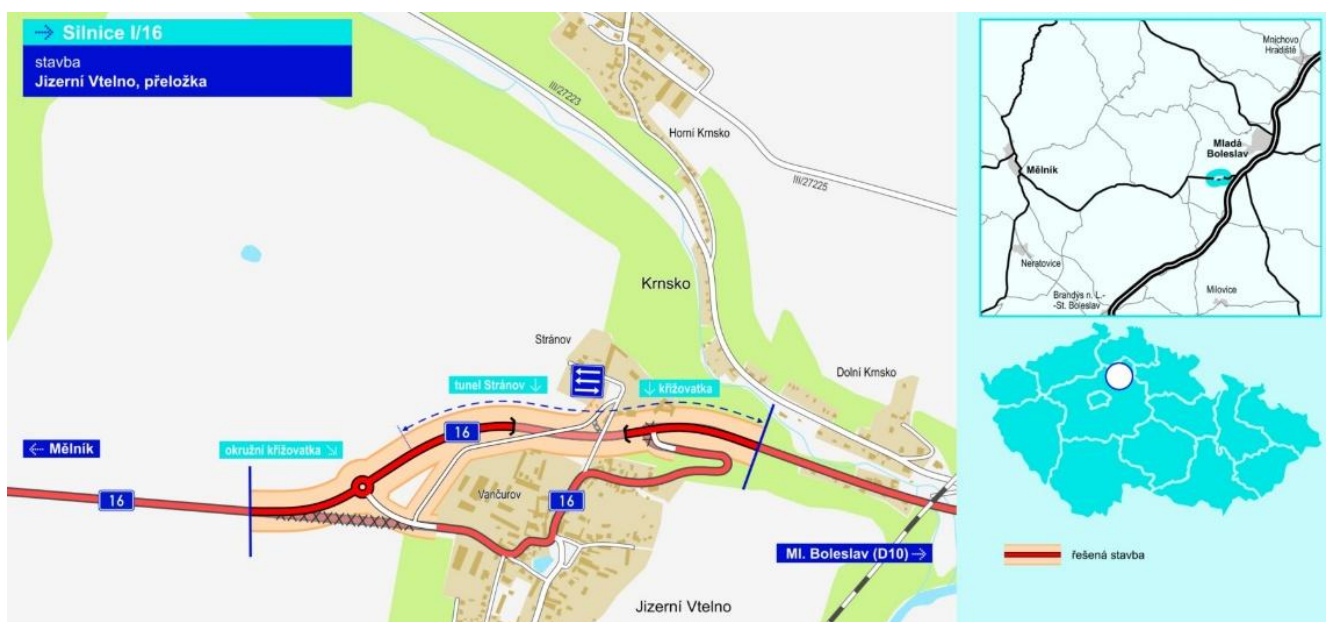 Silnice I/16
stavba
Jizerní Vtelno, přeložka
III/27223
Horní Krnsko
III/27225
Krnsko
Stránov
Dolní Krnsko
tunel Stránov ↓
↓ křižovatka
← Mělník
okružní křižovatka ↘
16
16
16
Vančurov
Ml. Boleslav (D10) →
Jizerní Vtelno
Mnichovo
Hradiště
Mladá
Boleslav
Mělník
Neratovice
Brandýs n. L.-
-St. Boleslav
Milovice
řešená stavba